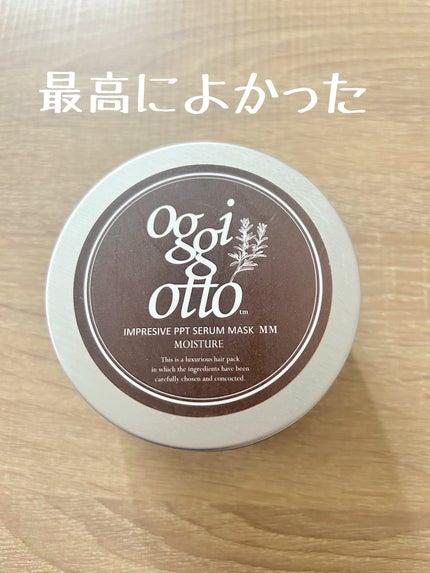 最高によかった
oggi
otto
tm
IMPRESIVE PPT SERUM MASK MM
MOISTURE
This is a luxurious hair pack
in which the ingredients have been
carefully chosen and concocted.